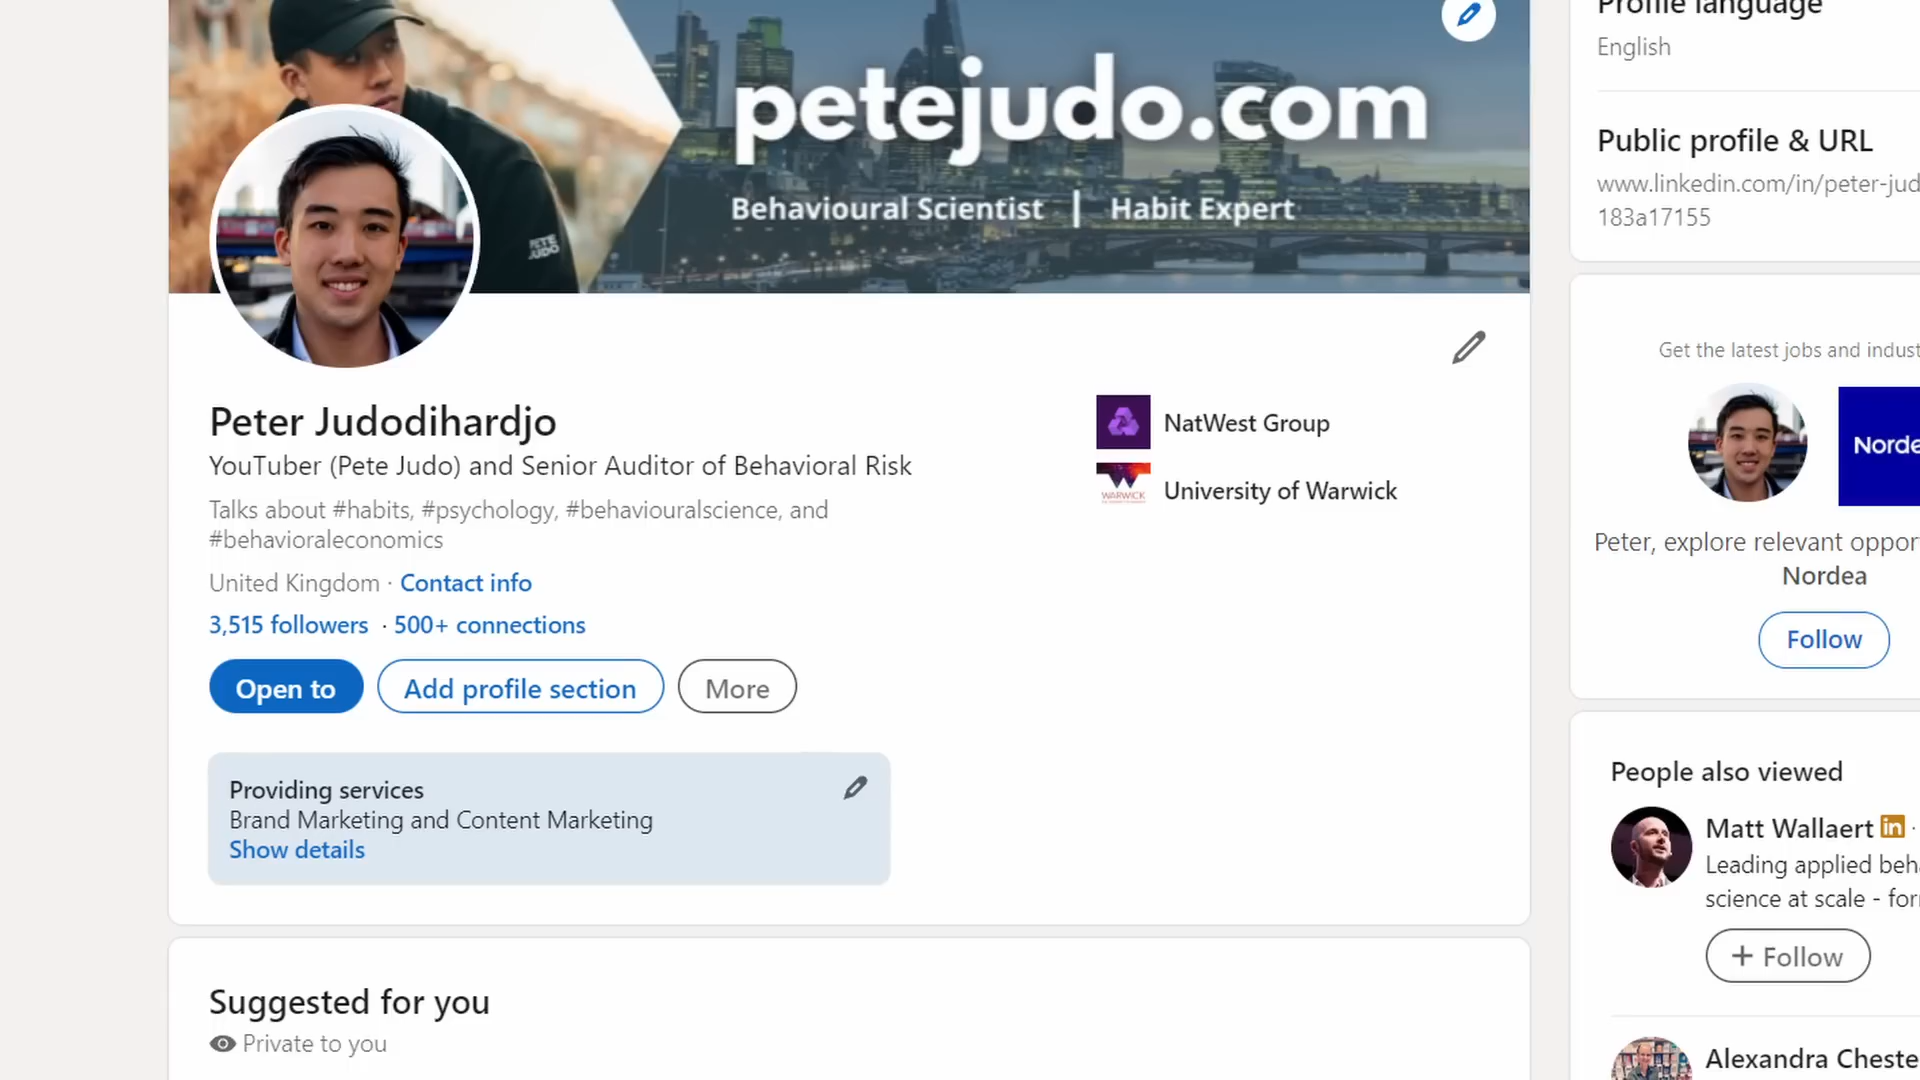 petejudo.com
Behavioural Scientist | Habit Expert
PETE
JUDO
Peter Judodihardjo
YouTuber (Pete Judo) and Senior Auditor of Behavioral Risk
Talks about #habits, #psychology, #behaviouralscience, and
#behavioraleconomics
United Kingdom · Contact info
3,515 followers · 500+ connections
Open to
Add profile section
More
NatWest Group
WARWICK
University of Warwick
Providing services
Brand Marketing and Content Marketing
Show details
Suggested for you
Private to you
Profile language
English
Public profile & URL
www.linkedin.com/in/peter-jud
183a17155
Get the latest jobs and indust
Norde
Peter, explore relevant oppor
Nordea
Follow
People also viewed
Matt Wallaert in ·
Leading applied beh
science at scale - for
+ Follow
Alexandra Cheste